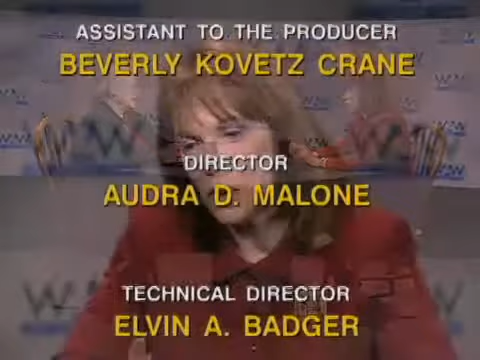 ASSISTANT TO THE PRODUCER
BEVERLY KOVETZ CRANE
DIRECTOR
AUDRA D. MALONE
TECHNICAL DIRECTOR
ELVIN A. BADGER